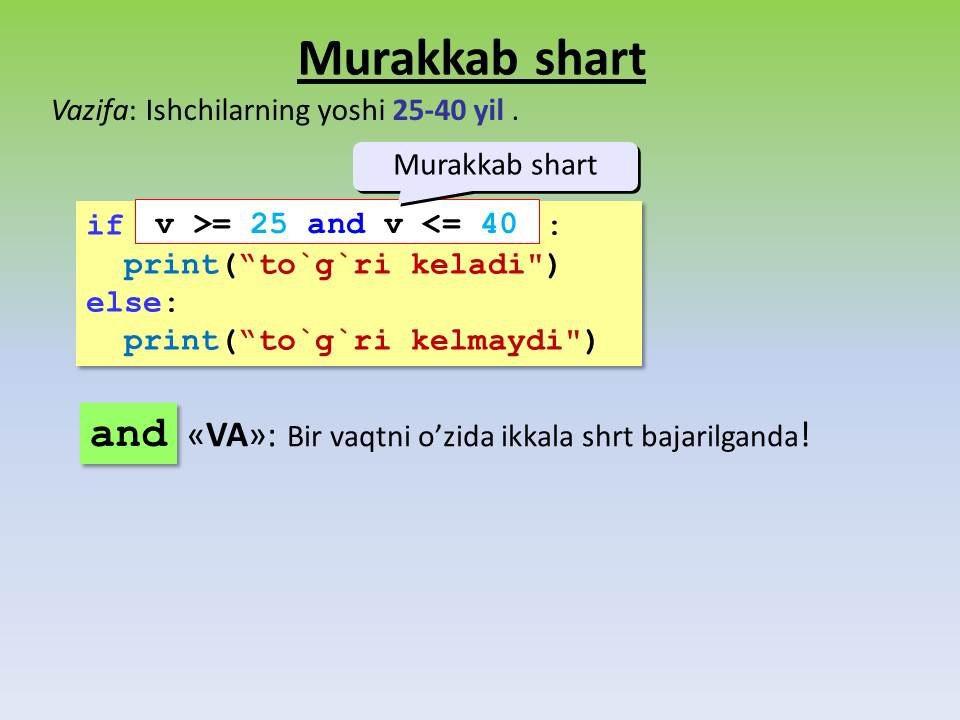 Murakkab shart
Vazifa: Ishchilarning yoshi 25-40 yil .
Murakkab shart
if v >= 25 and v <= 40 :
print(“to`g`ri keladi")
else:
print(“to`g`ri kelmaydi")
and «VA»: Bir vaqtni o’zida ikkala shrt bajarilganda!